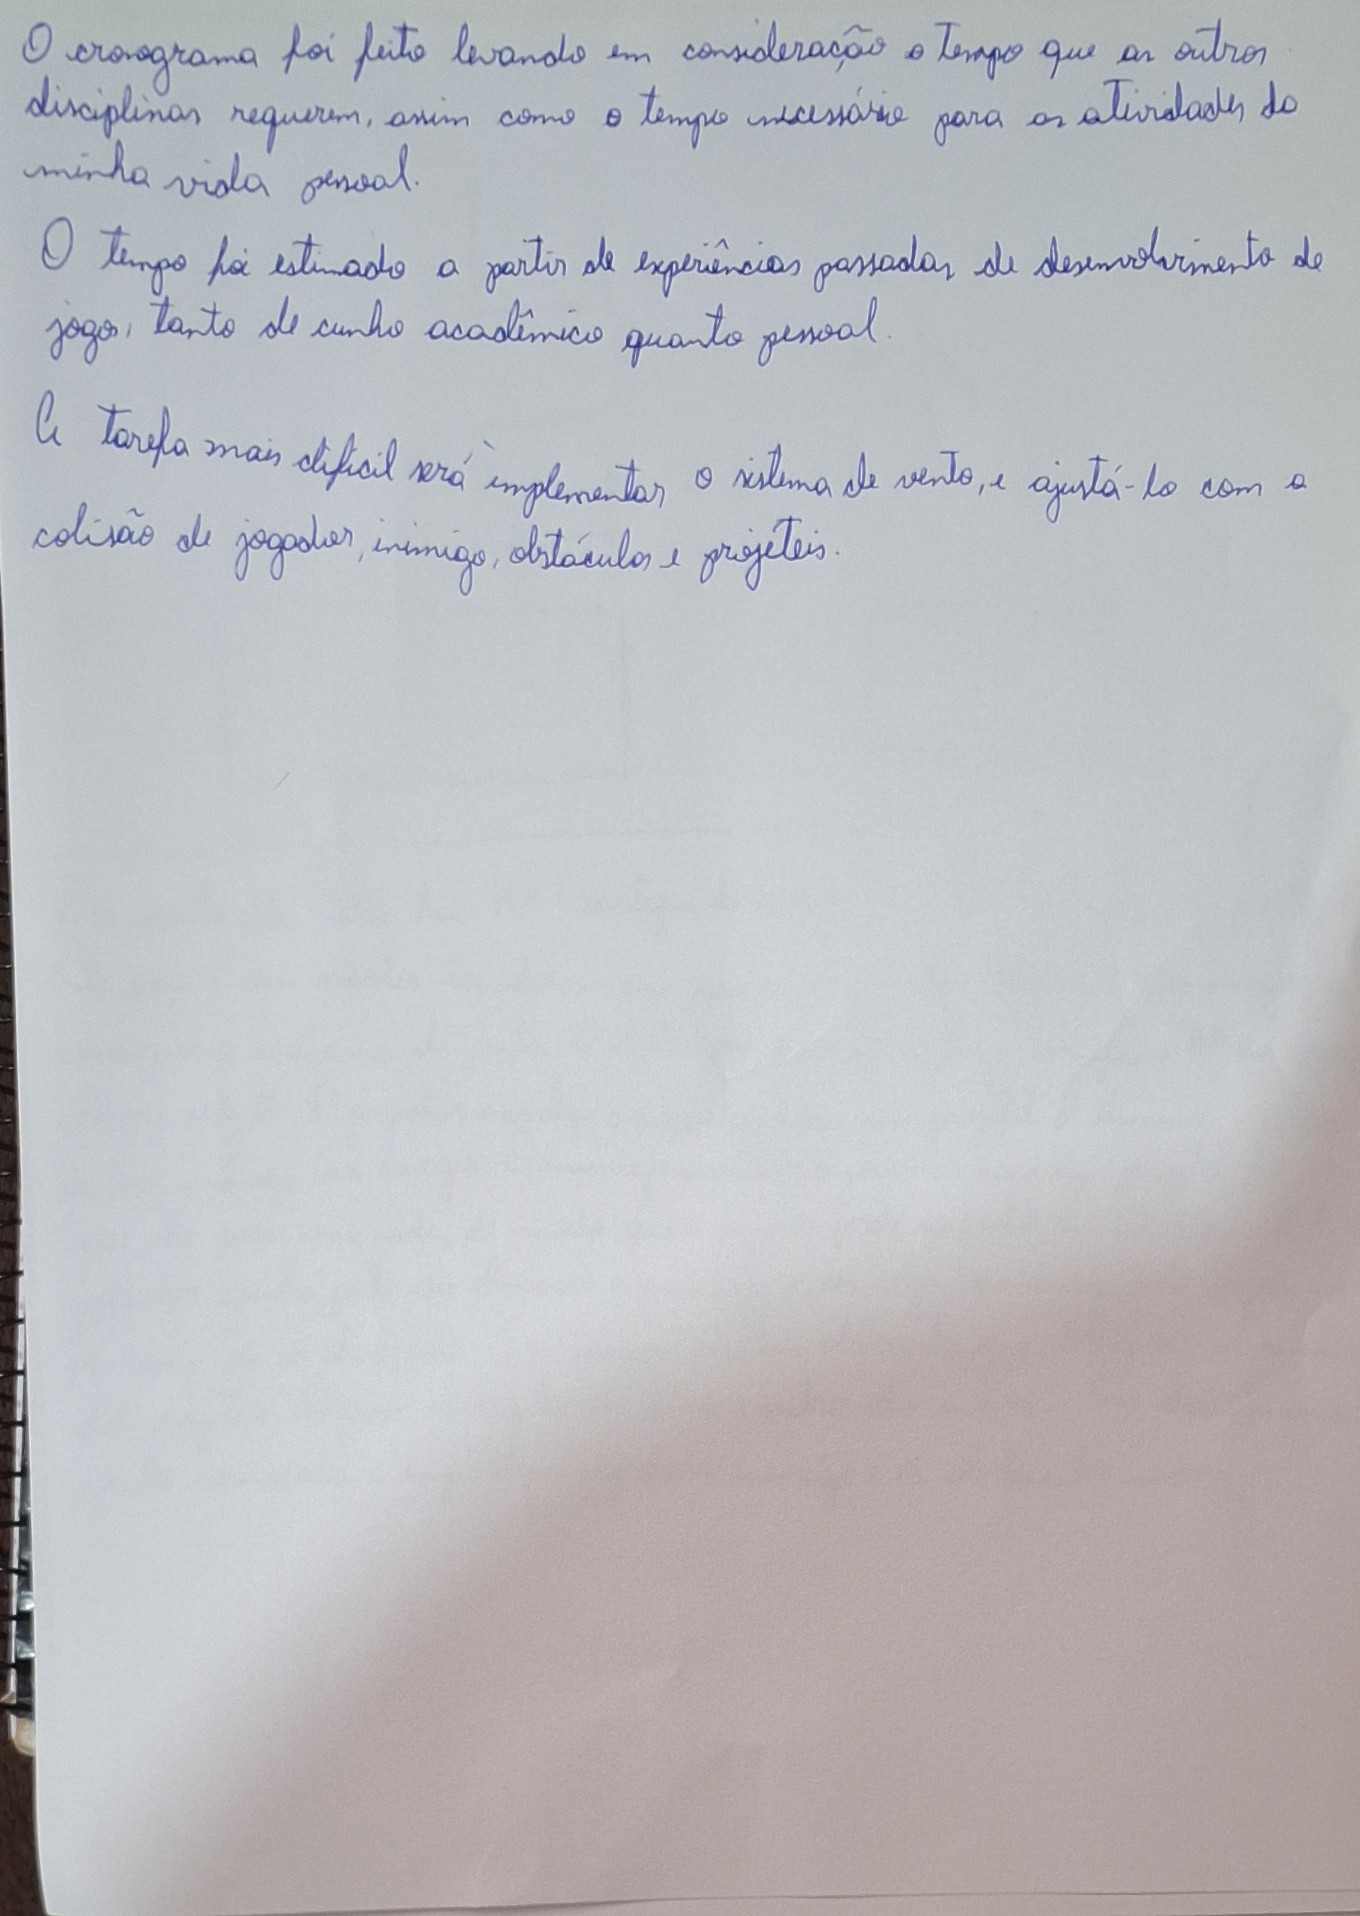 O cronograma foi feito levando em consideração o tempo que as outras
disciplinas requerem, assim como o tempo necessário para as atividades da
minha vida pessoal.
O tempo foi estimado a partir de experiências passadas de desenvolvimento de
jogos, tanto de cunho acadêmico quanto pessoal.
A tarefa mais difícil será implementar o sistema de vento, e ajustá-lo com a
colisão de jogador, inimigo, obstáculos e projéteis.